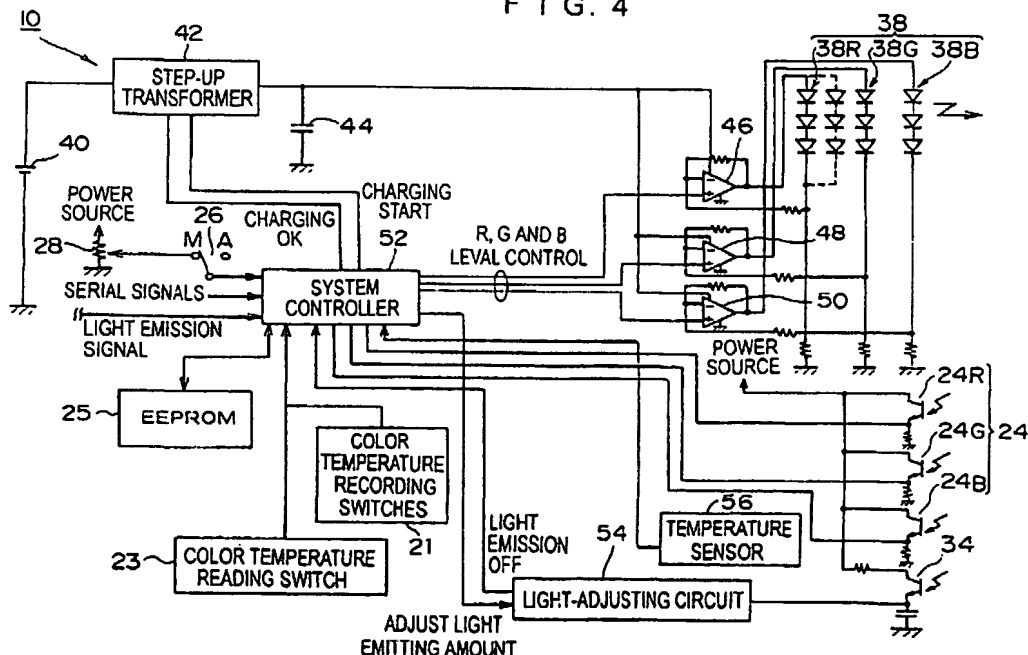 FIG. 4
10
42
STEP-UP
TRANSFORMER
40
44
38
38R
38G
38B
46
POWER
SOURCE
28
M A
26
CHARGING
OK
CHARGING
START
52
R, G AND B
LEVAL CONTROL
48
50
SERIAL SIGNALS
LIGHT EMISSION
SIGNAL
SYSTEM
CONTROLLER
POWER
SOURCE
25
EEPROM
24R
24G
24
24B
34
COLOR
TEMPERATURE
RECORDING
SWITCHES
21
23
COLOR TEMPERATURE
READING SWITCH
LIGHT
EMISSION
OFF
56
TEMPERATURE
SENSOR
54
LIGHT-ADJUSTING CIRCUIT
ADJUST LIGHT
EMITTING AMOUNT